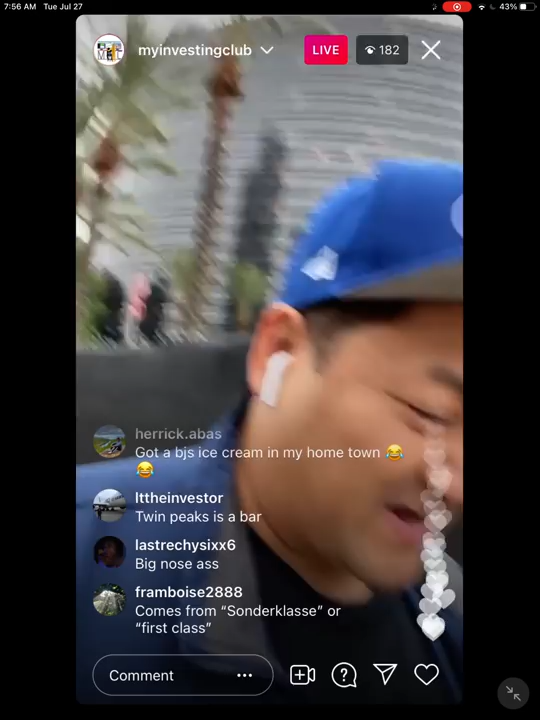 7:56 AM Tue Jul 27
43%
myinvestingclub
LIVE
182
herrick.abas
Got a bjs ice cream in my home town 😂
😂
lttheinvestor
Twin peaks is a bar
lastrechysixx6
Big nose ass
framboise2888
Comes from “Sonderklasse” or
“first class”
Comment